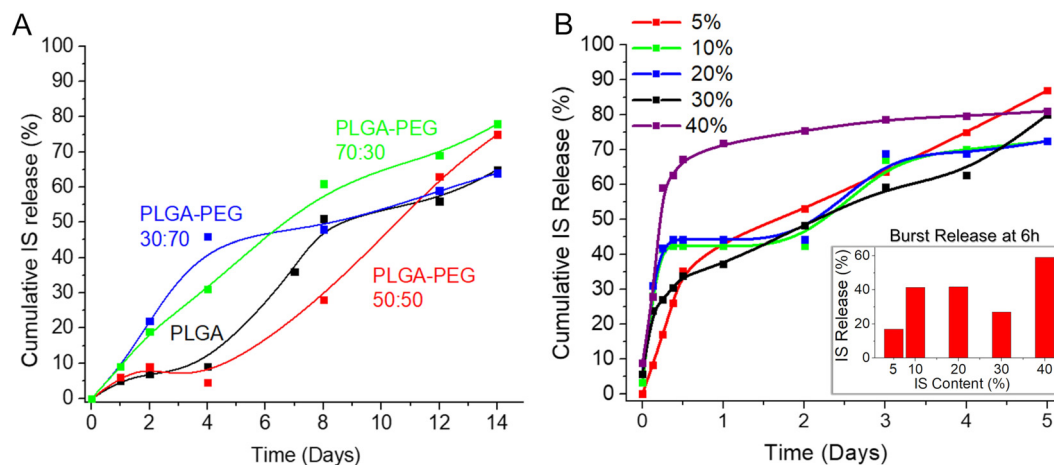 A
Cumulative IS release (%)
100
90
80
70
60
50
40
30
20
10
0
PLGA-PEG
70:30
PLGA-PEG
30:70
PLGA-PEG
50:50
PLGA
0 2 4 6 8 10 12 14
Time (Days)
B
5%
10%
20%
30%
40%
Cumulative IS Release (%)
100
90
80
70
60
50
40
30
20
10
0
0 1 2 3 4 5
Time (Days)
Burst Release at 6h
IS Release (%)
60
40
20
0
5 10 20 30 40
IS Content (%)